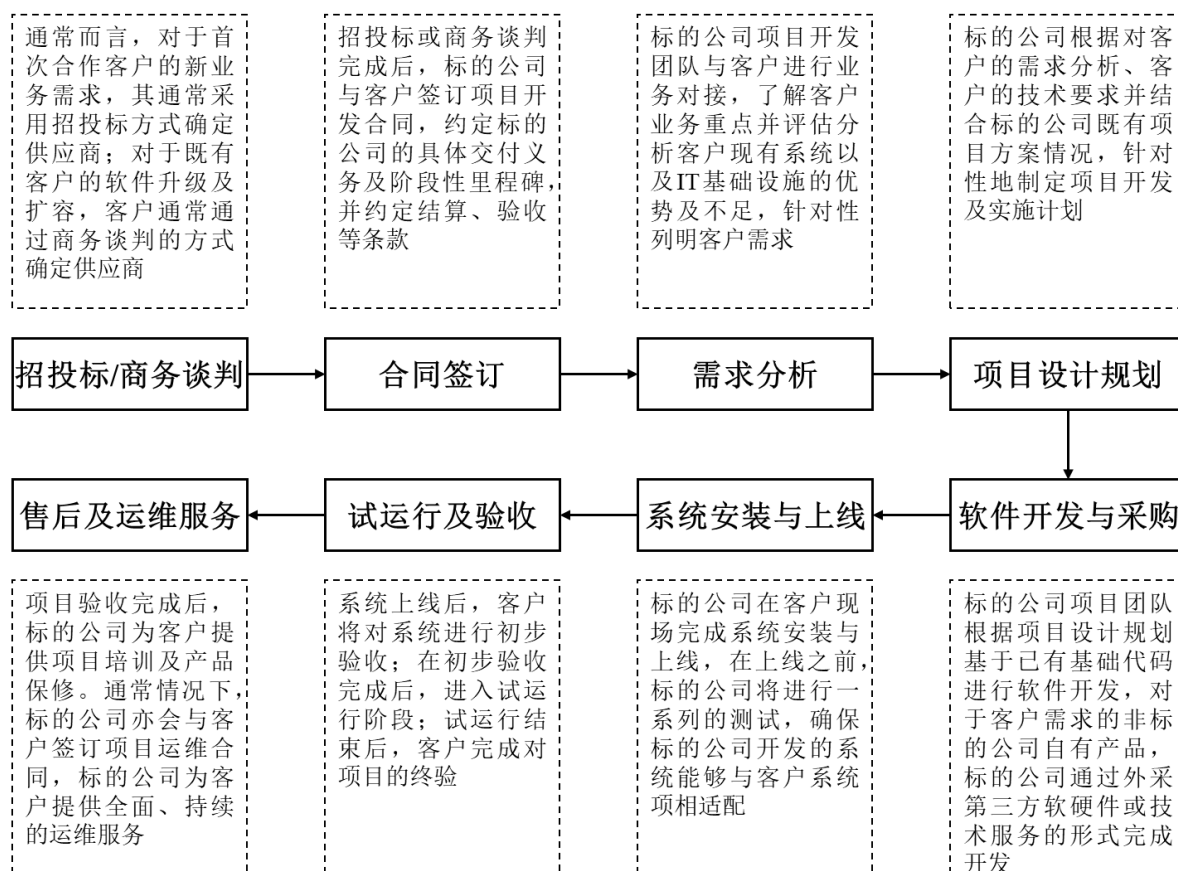 通常而言，对于首
次合作客户的新业
务需求，其通常采
用招投标方式确定
供应商；对于既有
客户的软件升级及
扩容，客户通常通
过商务谈判的方式
确定供应商
招投标或商务谈判
完成后，标的公司
与客户签订项目开
发合同，约定标的
公司的具体交付义
务及阶段性里程碑，
并约定结算、验收
等条款
标的公司项目开发
团队与客户进行业
务对接，了解客户
业务重点并评估分
析客户现有系统以
及IT基础设施的优
势及不足，针对性
列明客户需求
标的公司根据对客
户的需求分析、客
户的技术要求并结
合标的公司既有项
目方案情况，针对
性地制定项目开发
及实施计划
招投标/商务谈判
合同签订
需求分析
项目设计规划
售后及运维服务
试运行及验收
系统安装与上线
软件开发与采购
项目验收完成后，
标的公司为客户提
供项目培训及产品
保修。通常情况下，
标的公司亦会与客
户签订项目运维合
同，标的公司为客
户提供全面、持续
的运维服务
系统上线后，客户
将对系统进行初步
验收；在初步验收
完成后，进入试运
行阶段；试运行结
束后，客户完成对
项目的终验
标的公司在客户现
场完成系统安装与
上线，在上线之前，
标的公司将进行一
系列的测试，确保
标的公司开发的系
统能够与客户系统
项相适配
标的公司项目团队
根据项目设计规划
基于已有基础代码
进行软件开发，对
于客户需求的非标
的公司自有产品，
标的公司通过外采
第三方软硬件或技
术服务的形式完成
开发